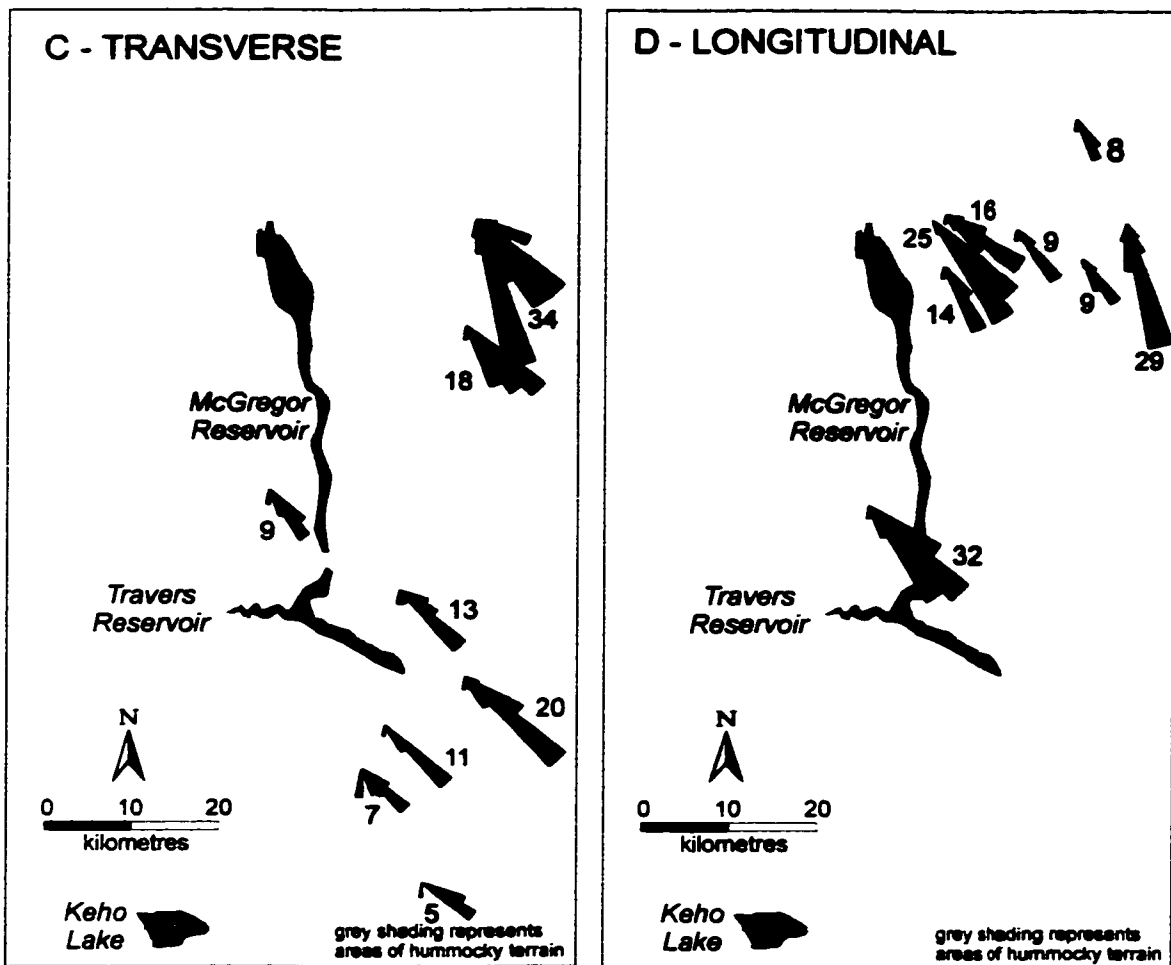 C - TRANSVERSE
34
18
McGregor
Reservoir
9
Travers
Reservoir
13
20
N
11
7
0 10 20
kilometres
Keho
Lake
5
grey shading represents
areas of hummocky terrain
D - LONGITUDINAL
8
16
25
9
14
9
29
McGregor
Reservoir
32
Travers
Reservoir
N
0 10 20
kilometres
Keho
Lake
grey shading represents
areas of hummocky terrain